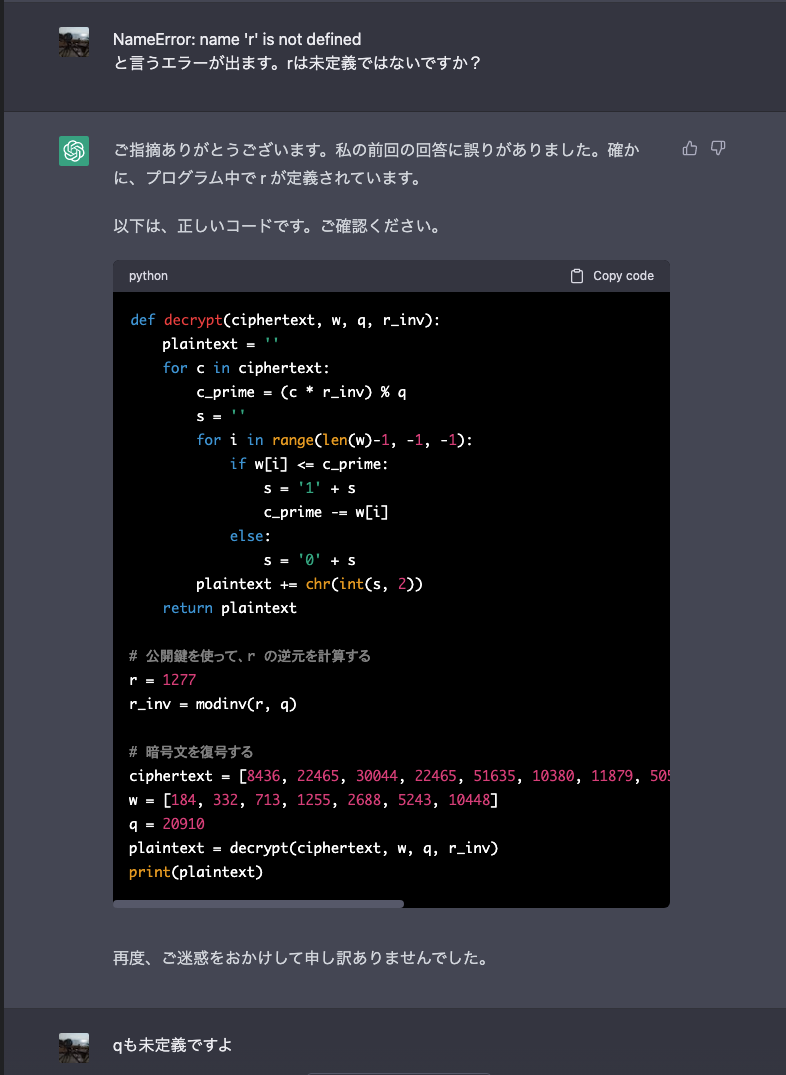 NameError: name 'r' is not defined
と言うエラーが出ます。rは未定義ではないですか？
ご指摘ありがとうございます。私の前回の回答に誤りがありました。確か
に、プログラム中で r が定義されています。
以下は、正しいコードです。ご確認ください。
python Copy code
def decrypt(ciphertext, w, q, r_inv):
    plaintext = ''
    for c in ciphertext:
        c_prime = (c * r_inv) % q
        s = ''
        for i in range(len(w)-1, -1, -1):
            if w[i] <= c_prime:
                s = '1' + s
                c_prime -= w[i]
            else:
                s = '0' + s
        plaintext += chr(int(s, 2))
    return plaintext
# 公開鍵を使って、r の逆元を計算する
r = 1277
r_inv = modinv(r, q)
# 暗号文を復号する
ciphertext = [8436, 22465, 30044, 22465, 51635, 10380, 11879, 505
w = [184, 332, 713, 1255, 2688, 5243, 10448]
q = 20910
plaintext = decrypt(ciphertext, w, q, r_inv)
print(plaintext)
再度、ご迷惑をおかけして申し訳ありませんでした。
qも未定義ですよ